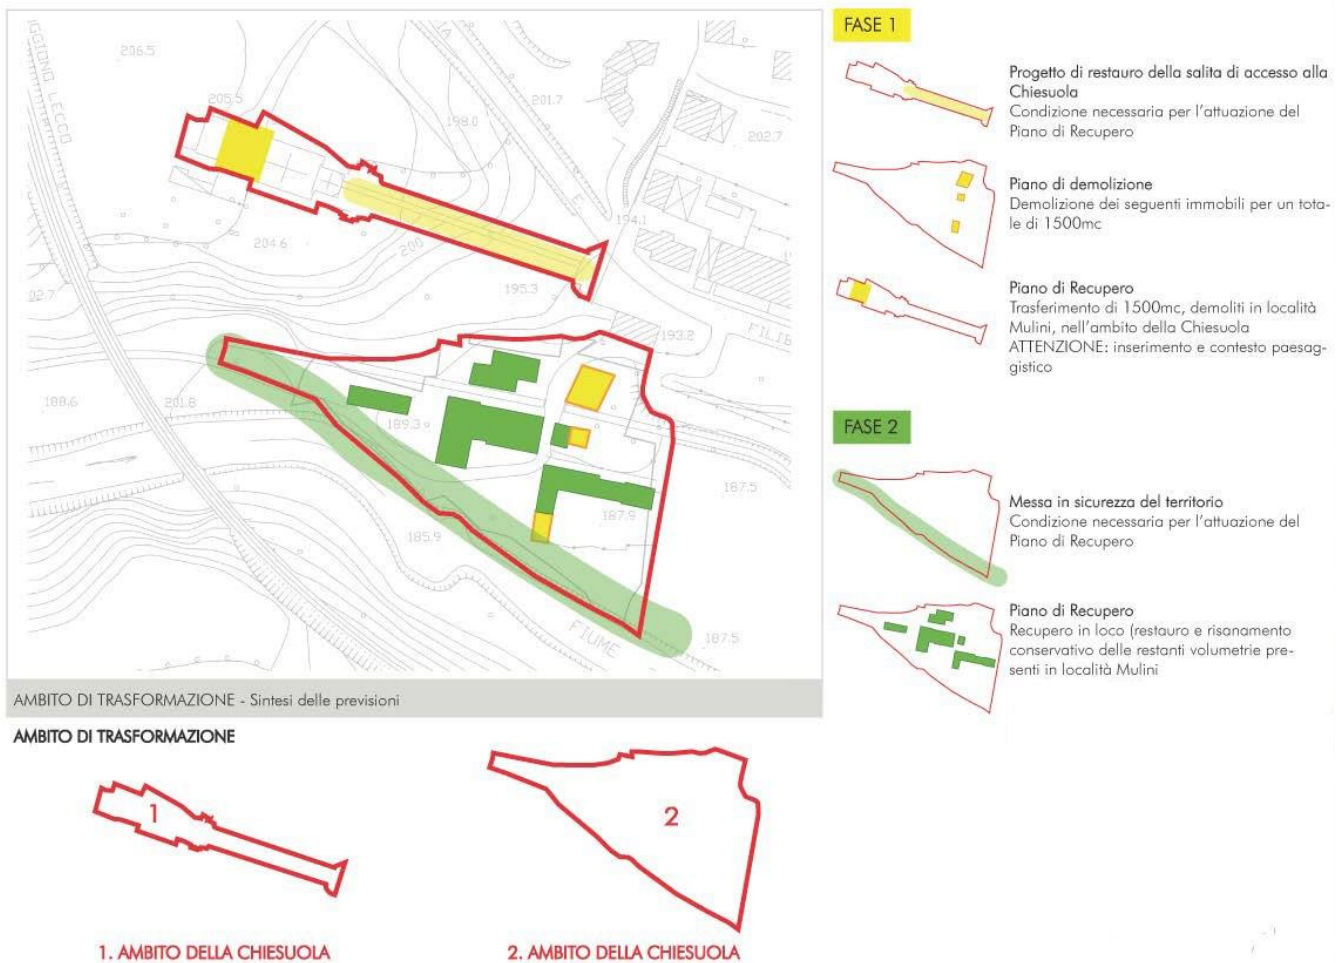 GGIONO LECCO
206.5
205.5
201.7
198.0
202.7
194.1
204.6
200
195.3
02.7
193.2
FILIB
188.6
201.8
189.3
187.5
187.9
185.9
FIUME
187.5
AMBITO DI TRASFORMAZIONE - Sintesi delle previsioni
AMBITO DI TRASFORMAZIONE
1
2
1. AMBITO DELLA CHIESUOLA
2. AMBITO DELLA CHIESUOLA
FASE 1
Progetto di restauro della salita di accesso alla
Chiesuola
Condizione necessaria per l'attuazione del
Piano di Recupero
Piano di demolizione
Demolizione dei seguenti immobili per un tota-
le di 1500mc
Piano di Recupero
Trasferimento di 1500mc, demoliti in località
Mulini, nell'ambito della Chiesuola
ATTENZIONE: inserimento e contesto paesag-
gistico
FASE 2
Messa in sicurezza del territorio
Condizione necessaria per l'attuazione del
Piano di Recupero
Piano di Recupero
Recupero in loco (restauro e risanamento
conservativo delle restanti volumetrie pre-
senti in località Mulini